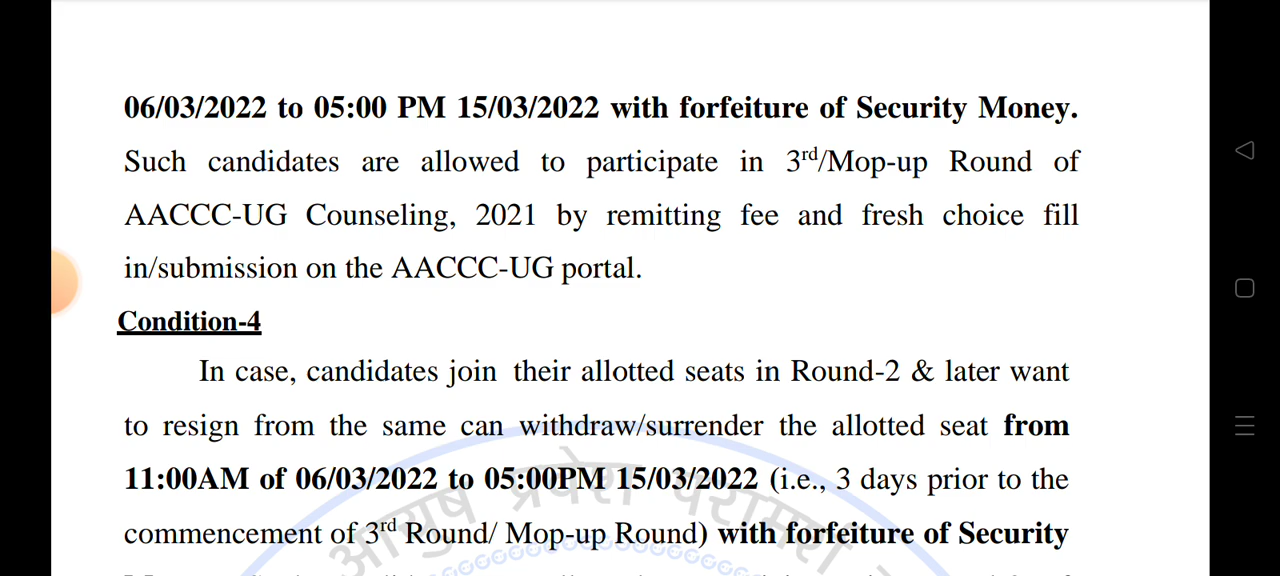 06/03/2022 to 05:00 PM 15/03/2022 with forfeiture of Security Money.
Such candidates are allowed to participate in 3rd/Mop-up Round of
AACCC-UG Counseling, 2021 by remitting fee and fresh choice fill
in/submission on the AACCC-UG portal.
Condition-4
In case, candidates join their allotted seats in Round-2 & later want
to resign from the same can withdraw/surrender the allotted seat from
11:00AM of 06/03/2022 to 05:00PM 15/03/2022 (i.e., 3 days prior to the
commencement of 3rd Round/ Mop-up Round) with forfeiture of Security
आयुष प्रवेश परामर्श